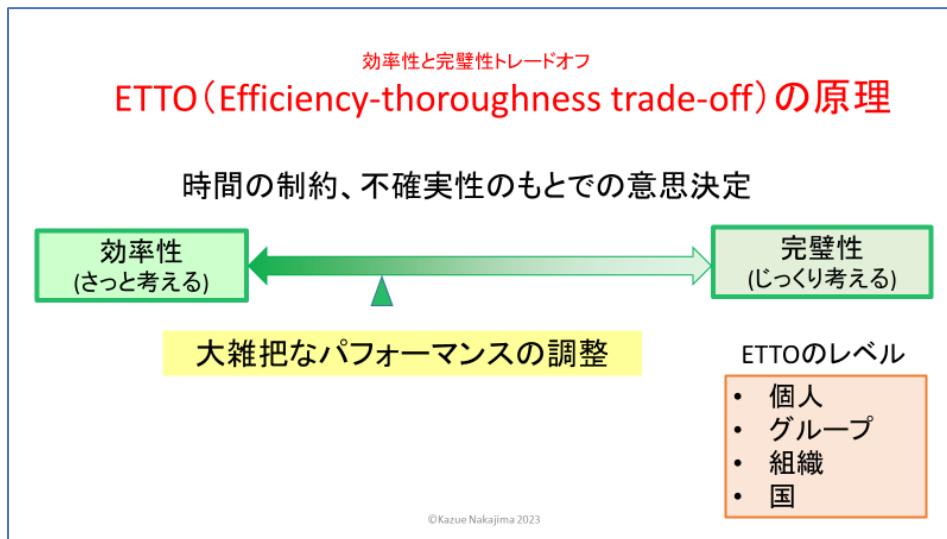 効率性と完璧性トレードオフ
ETTO（Efficiency-thoroughness trade-off）の原理
時間の制約、不確実性のもとでの意思決定
効率性
(さっと考える)
完璧性
(じっくり考える)
大雑把なパフォーマンスの調整
ETTOのレベル
• 個人
• グループ
• 組織
• 国
©Kazue Nakajima 2023